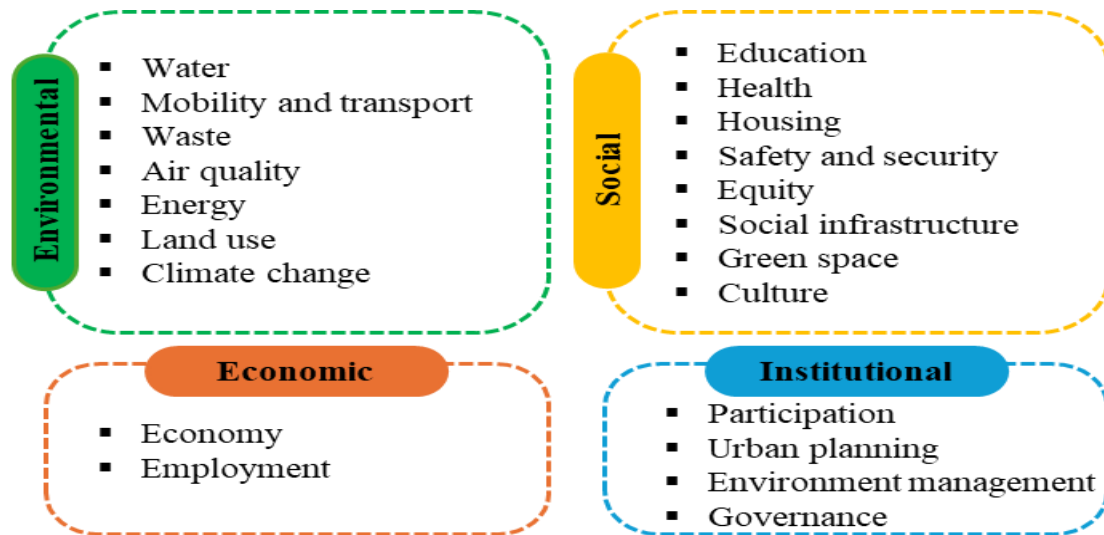 Environmental
▪ Water
▪ Mobility and transport
▪ Waste
▪ Air quality
▪ Energy
▪ Land use
▪ Climate change
Social
▪ Education
▪ Health
▪ Housing
▪ Safety and security
▪ Equity
▪ Social infrastructure
▪ Green space
▪ Culture
Economic
▪ Economy
▪ Employment
Institutional
▪ Participation
▪ Urban planning
▪ Environment management
▪ Governance